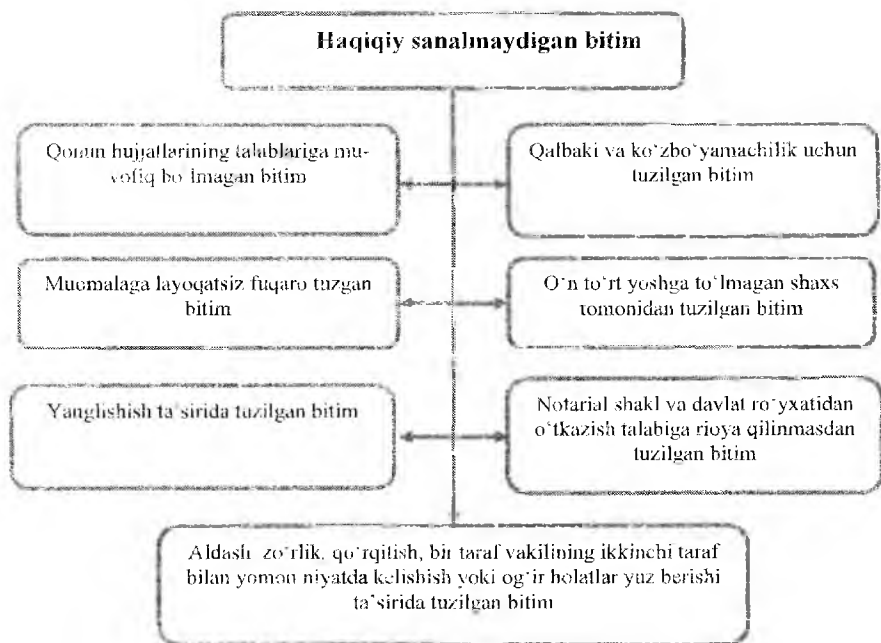 Haqiqiy sanalmaydigan bitim
Qonun hujjatlarining talablariga mu-
vofiq bo‘lmagan bitim
Qalbaki va ko‘zbo‘yamachilik uchun
tuzilgan bitim
Muomalaga layoqatsiz fuqaro tuzgan
bitim
O‘n to‘rt yoshga to‘lmagan shaxs
tomonidan tuzilgan bitim
Yanglishish ta’sirida tuzilgan bitim
Notarial shakl va davlat ro‘yxatidan
o‘tkazish talabiga rioya qilinmasdan
tuzilgan bitim
Aldash, zo‘rlik, qo‘rqitish, bir taraf vakilining ikkinchi taraf
bilan yomon niyatda kelishish yoki og‘ir holatlar yuz berishi
ta’sirida tuzilgan bitim